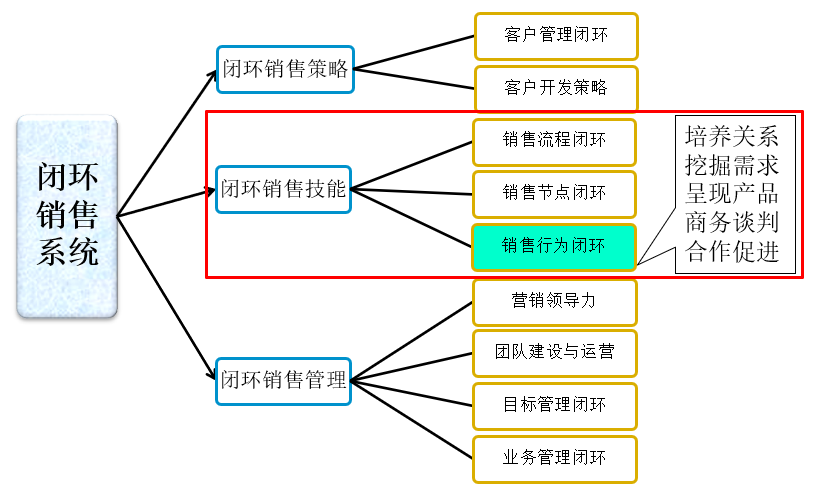 闭环
销售
系统
闭环销售策略
客户管理闭环
客户开发策略
闭环销售技能
销售流程闭环
销售节点闭环
销售行为闭环
培养关系
挖掘需求
呈现产品
商务谈判
合作促进
闭环销售管理
营销领导力
团队建设与运营
目标管理闭环
业务管理闭环